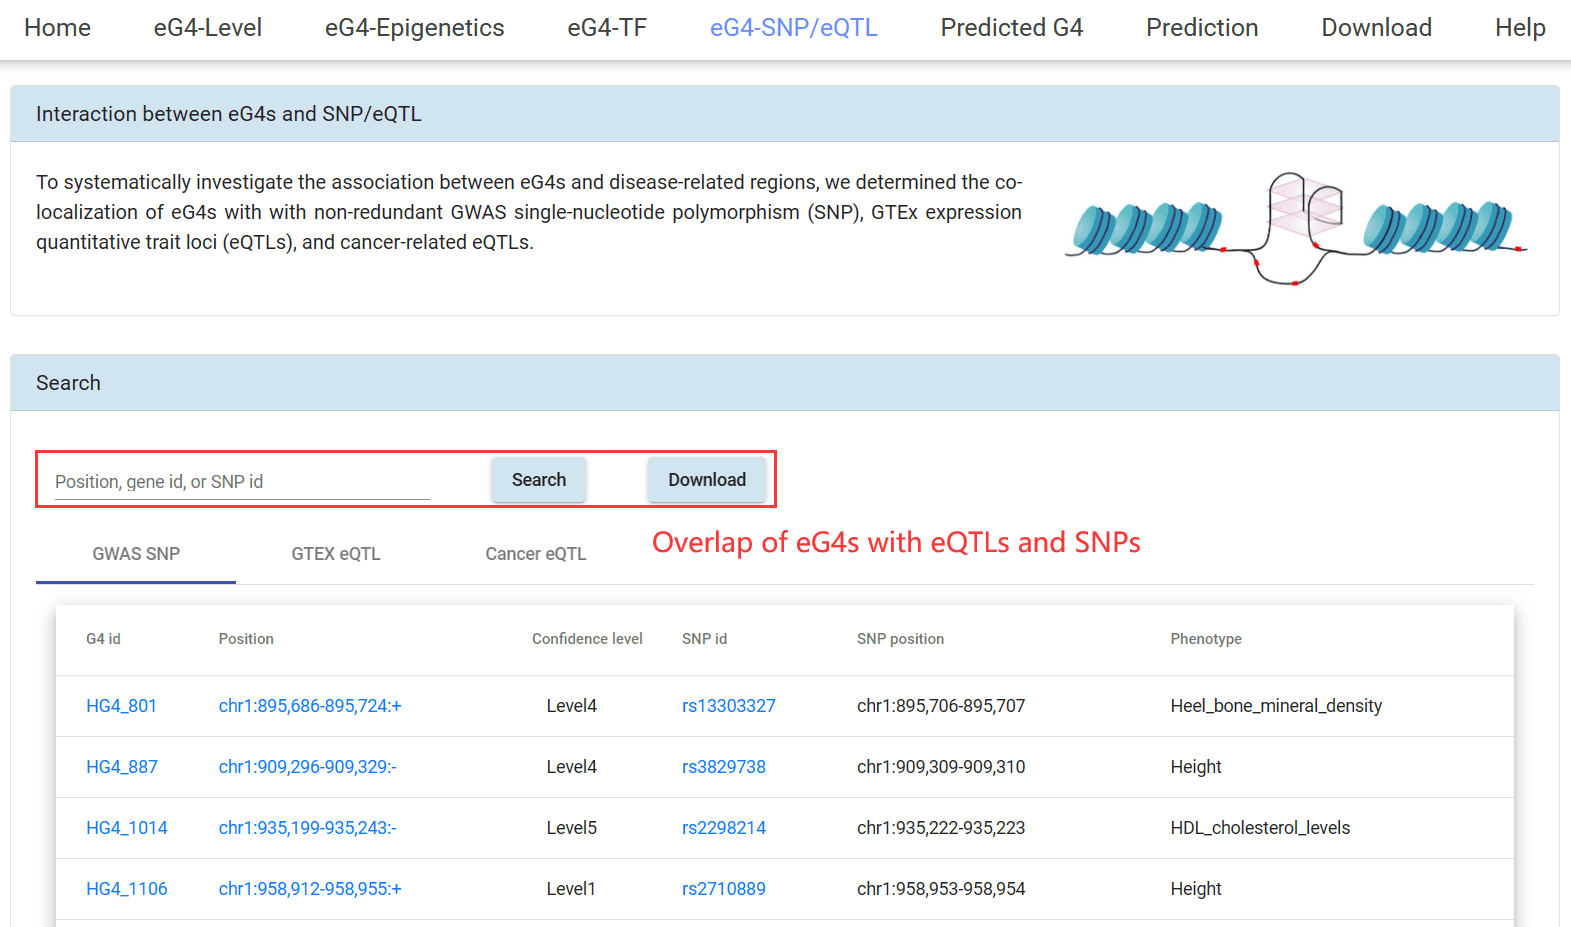 Home eG4-Level eG4-Epigenetics eG4-TF eG4-SNP/eQTL Predicted G4 Prediction Download Help
Interaction between eG4s and SNP/eQTL
To systematically investigate the association between eG4s and disease-related regions, we determined the co-
localization of eG4s with with non-redundant GWAS single-nucleotide polymorphism (SNP), GTEx expression
quantitative trait loci (eQTLs), and cancer-related eQTLs.
Search
Position, gene id, or SNP id Search Download
Overlap of eG4s with eQTLs and SNPs
GWAS SNP GTEX eQTL Cancer eQTL
G4 id Position Confidence level SNP id SNP position Phenotype
HG4_801 chr1:895,686-895,724:+ Level4 rs13303327 chr1:895,706-895,707 Heel_bone_mineral_density
HG4_887 chr1:909,296-909,329:- Level4 rs3829738 chr1:909,309-909,310 Height
HG4_1014 chr1:935,199-935,243:- Level5 rs2298214 chr1:935,222-935,223 HDL_cholesterol_levels
HG4_1106 chr1:958,912-958,955:+ Level1 rs2710889 chr1:958,953-958,954 Height